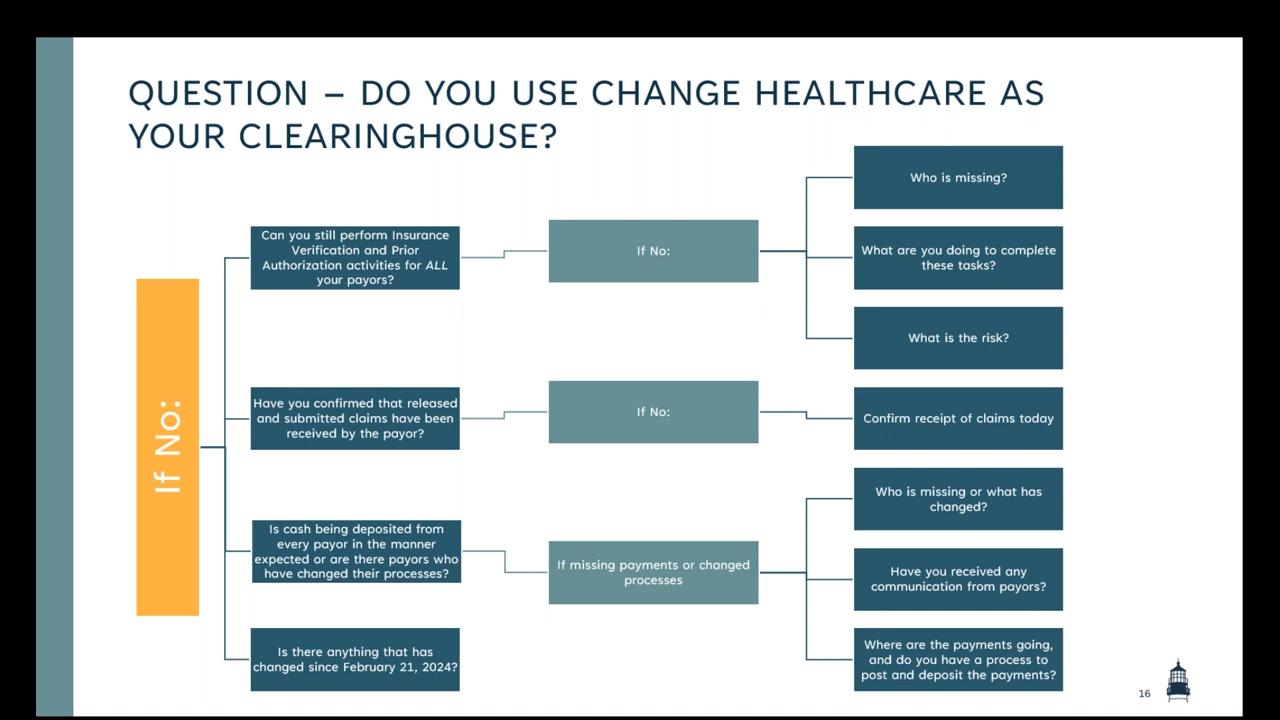 QUESTION – DO YOU USE CHANGE HEALTHCARE AS
YOUR CLEARINGHOUSE?
If No:
Can you still perform Insurance
Verification and Prior
Authorization activities for ALL
your payors?
If No:
Who is missing?
What are you doing to complete
these tasks?
What is the risk?
Have you confirmed that released
and submitted claims have been
received by the payor?
If No:
Confirm receipt of claims today
Is cash being deposited from
every payor in the manner
expected or are there payors who
have changed their processes?
If missing payments or changed
processes
Who is missing or what has
changed?
Have you received any
communication from payors?
Where are the payments going,
and do you have a process to
post and deposit the payments?
Is there anything that has
changed since February 21, 2024?
16